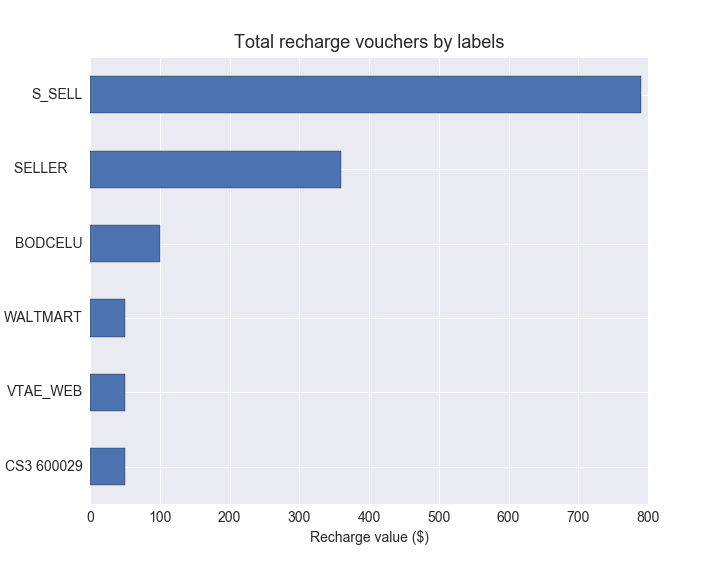 Total recharge vouchers by labels
S_SELL
SELLER
BODCELU
WALTMART
VTAE_WEB
CS3 600029
0 100 200 300 400 500 600 700 800
Recharge value ($)